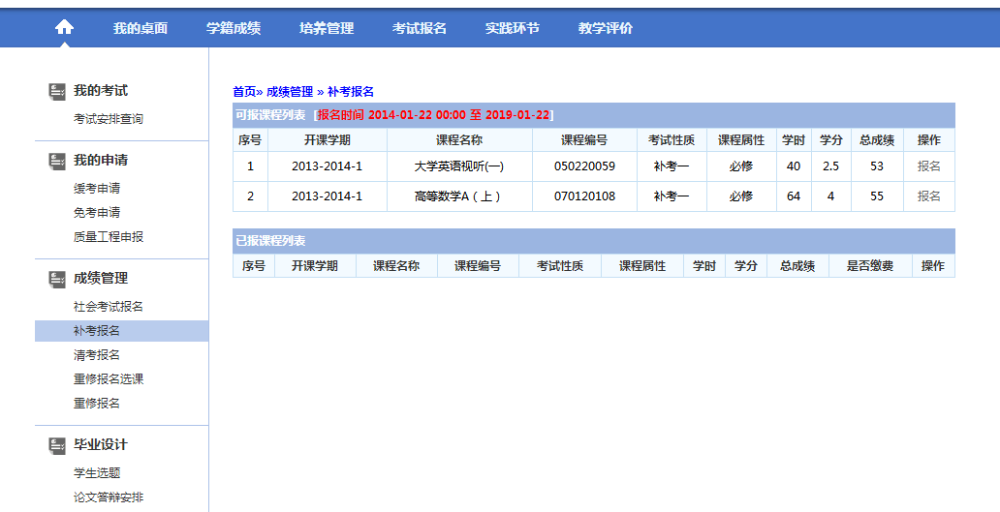 我的桌面 学籍成绩 培养管理 考试报名 实践环节 教学评价
我的考试
考试安排查询
我的申请
缓考申请
免考申请
质量工程申报
成绩管理
社会考试报名
补考报名
清考报名
重修报名选课
重修报名
毕业设计
学生选题
论文答辩安排
首页» 成绩管理 » 补考报名
可报课程列表 [报名时间 2014-01-22 00:00 至 2019-01-22]
序号 开课学期 课程名称 课程编号 考试性质 课程属性 学时 学分 总成绩 操作
1 2013-2014-1 大学英语视听(一) 050220059 补考一 必修 40 2.5 53 报名
2 2013-2014-1 高等数学A（上） 070120108 补考一 必修 64 4 55 报名
已报课程列表
序号 开课学期 课程名称 课程编号 考试性质 课程属性 学时 学分 总成绩 是否缴费 操作